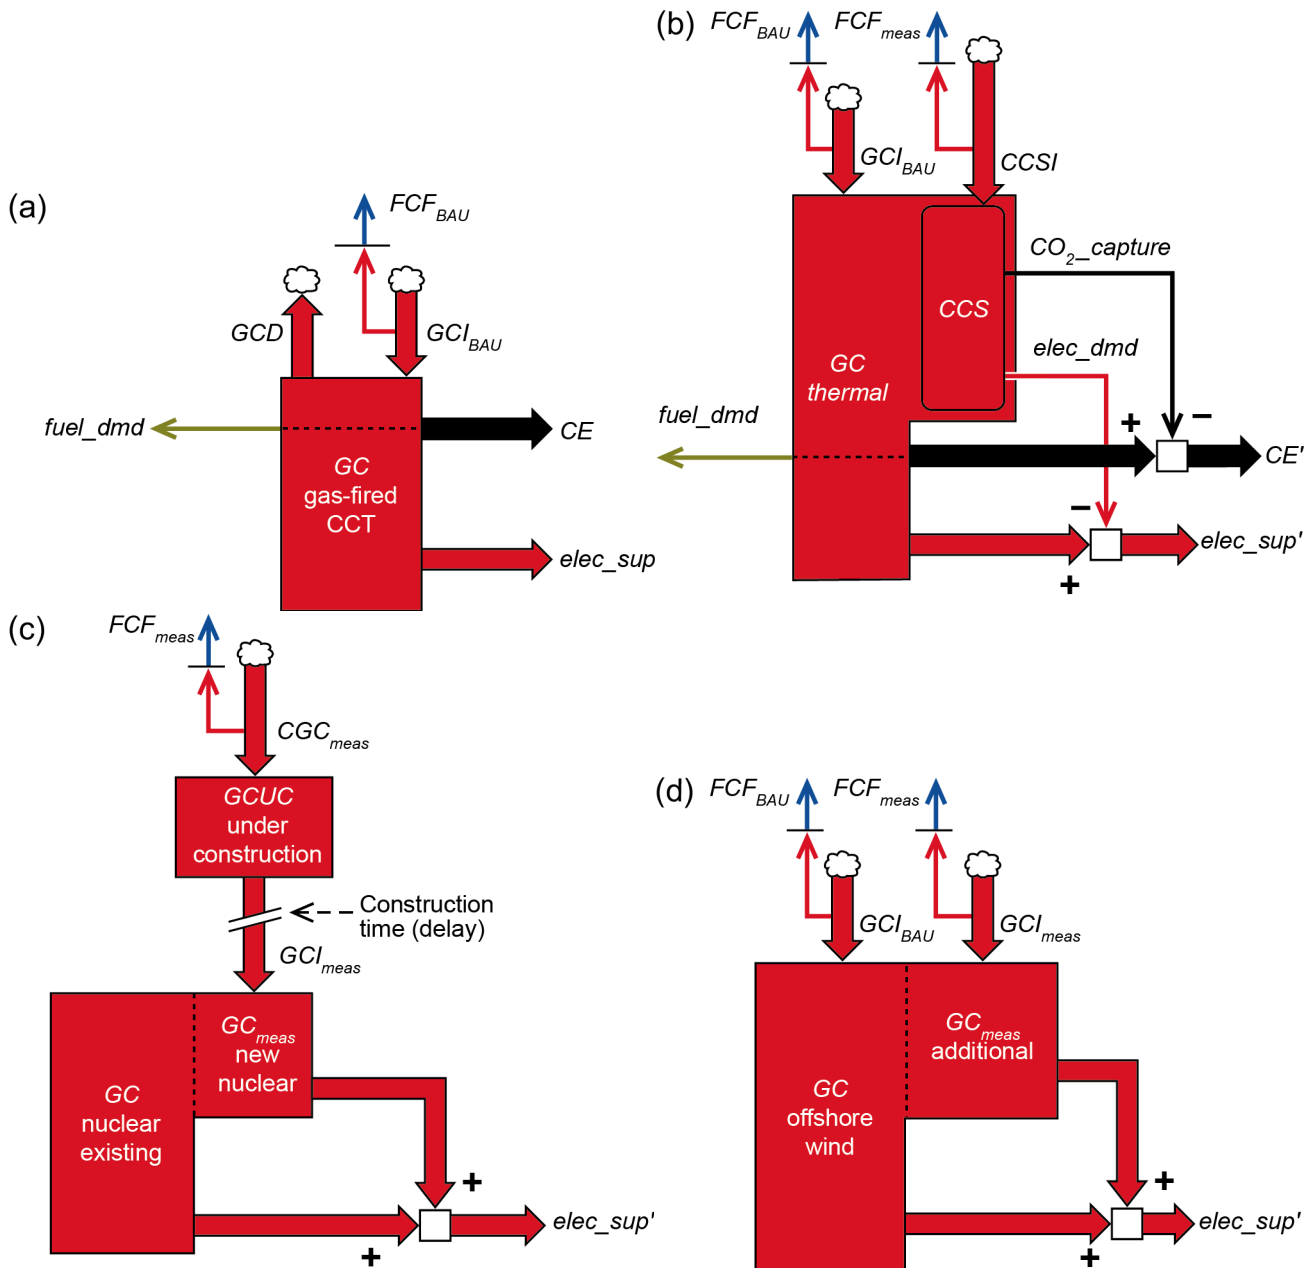 (a)
FCF_BAU
GCD
GCI_BAU
fuel_dmd
CE
GC
gas-fired
CCT
elec_sup
(b)
FCF_BAU
FCF_meas
GCI_BAU
CCSI
CO₂_capture
CCS
elec_dmd
GC
thermal
fuel_dmd
+
−
CE'
−
elec_sup'
+
(c)
FCF_meas
CGC_meas
GCUC
under
construction
Construction
time (delay)
GCI_meas
GC_meas
new
nuclear
GC
nuclear
existing
+
elec_sup'
+
(d)
FCF_BAU
FCF_meas
GCI_BAU
GCI_meas
GC_meas
additional
GC
offshore
wind
+
elec_sup'
+